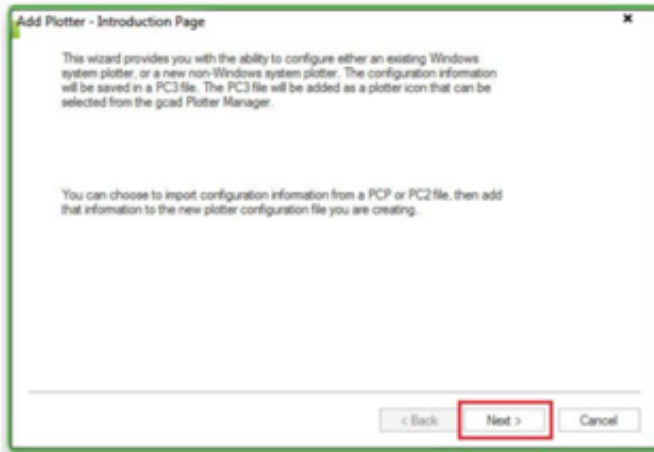 Add Plotter - Introduction Page
This wizard provides you with the ability to configure either an existing Windows
system plotter, or a new non-Windows system plotter. The configuration information
will be saved in a PC3 file. The PC3 file will be added as a plotter icon that can be
selected from the gcad Plotter Manager.
You can choose to import configuration information from a PCP or PC2 file, then add
that information to the new plotter configuration file you are creating.
< Back Next > Cancel